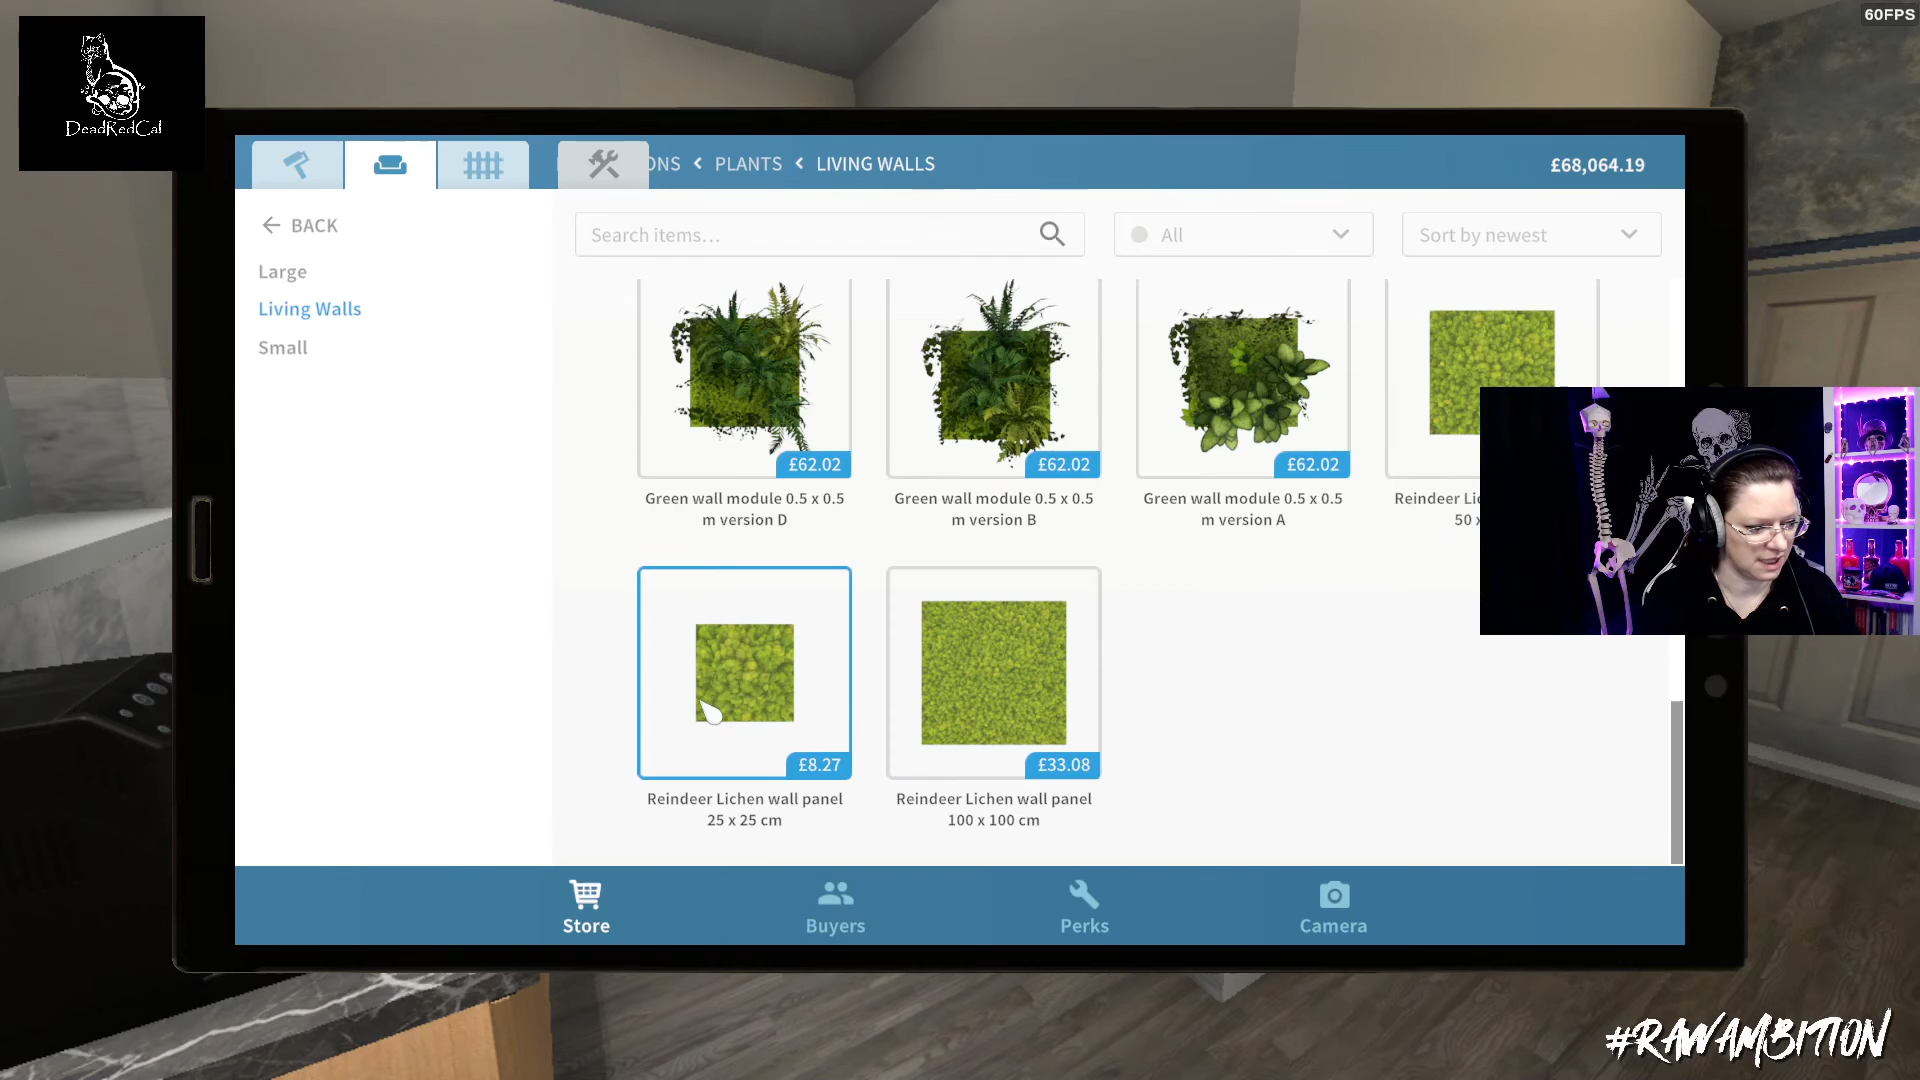 60FPS
DeadRedCal
ONS < PLANTS < LIVING WALLS
£68,064.19
BACK
Search items...
All
Sort by newest
Large
Living Walls
Small
£62.02
£62.02
£62.02
Green wall module 0.5 x 0.5
m version D
Green wall module 0.5 x 0.5
m version B
Green wall module 0.5 x 0.5
m version A
Reindeer Li
50 x
£8.27
£33.08
Reindeer Lichen wall panel
25 x 25 cm
Reindeer Lichen wall panel
100 x 100 cm
Store
Buyers
Perks
Camera
#RAWAMBITION